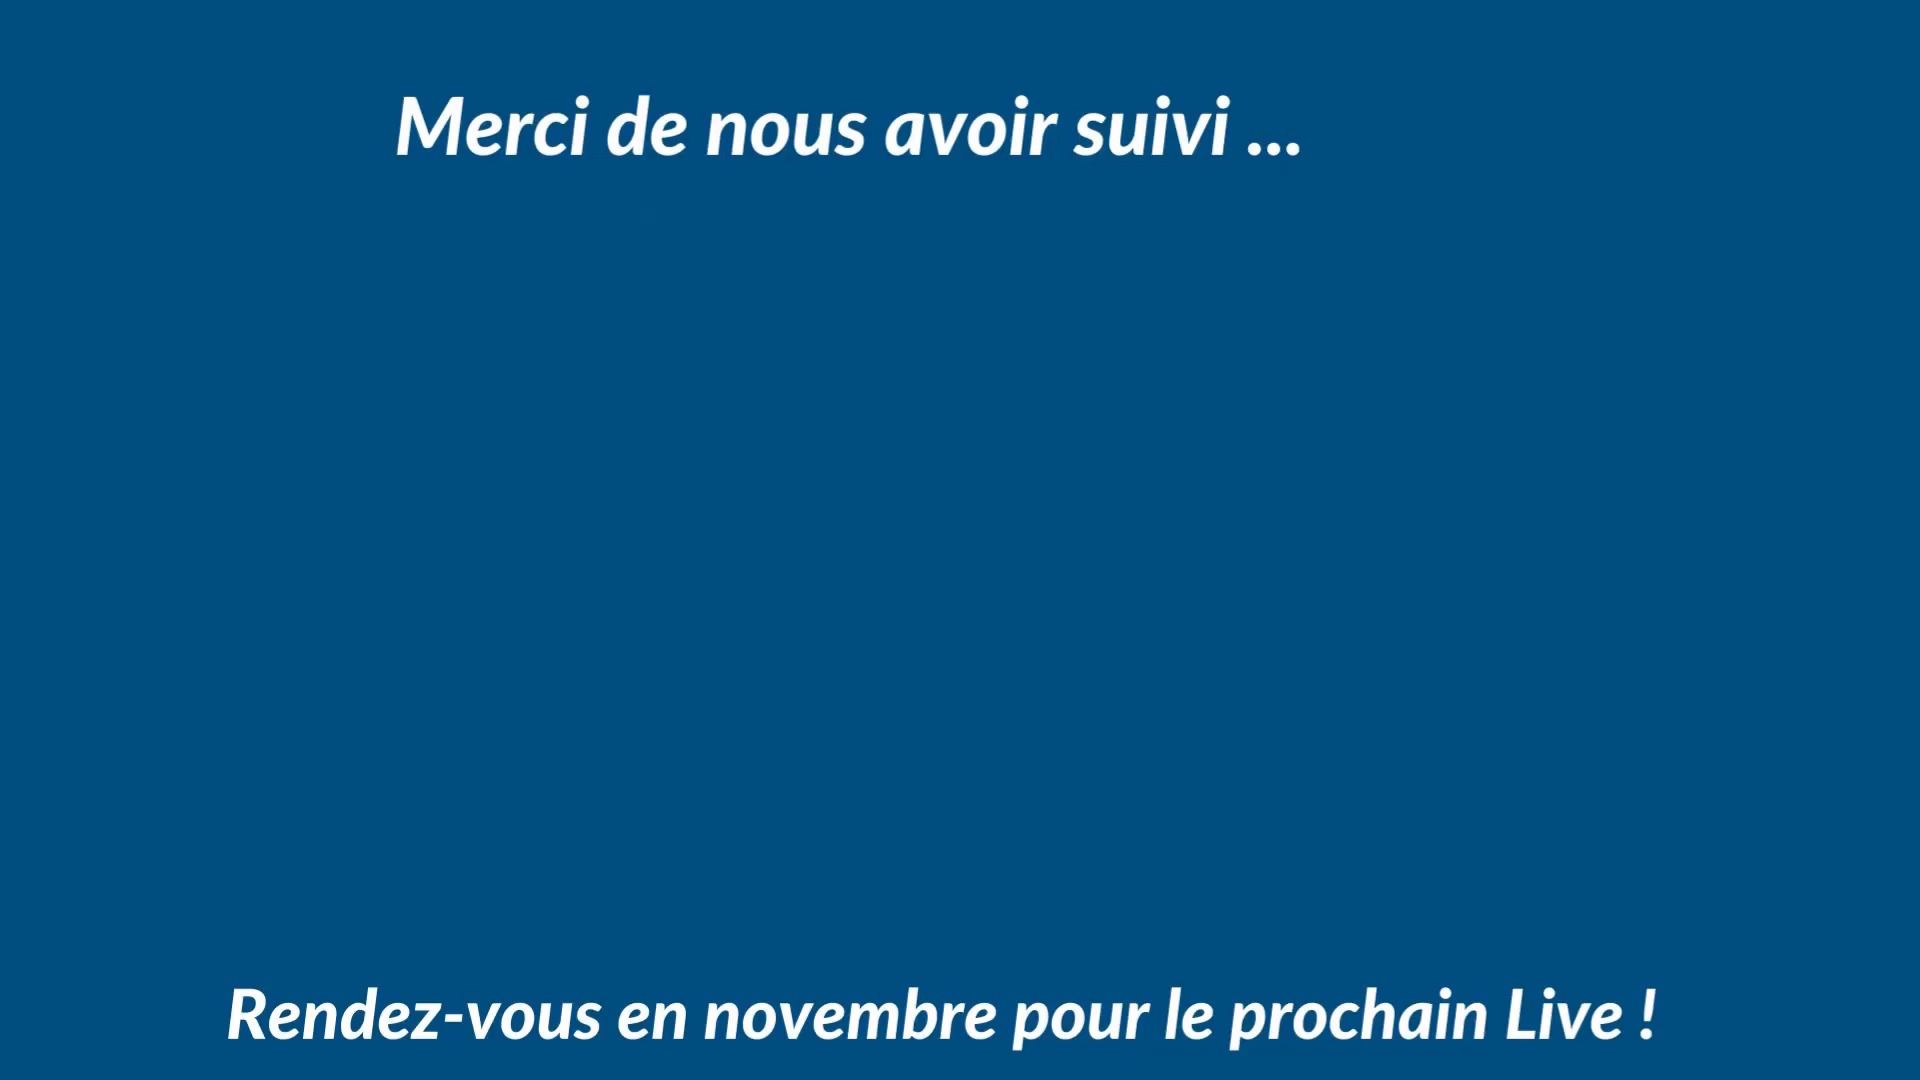 Merci de nous avoir suivi ...
Rendez-vous en novembre pour le prochain Live !